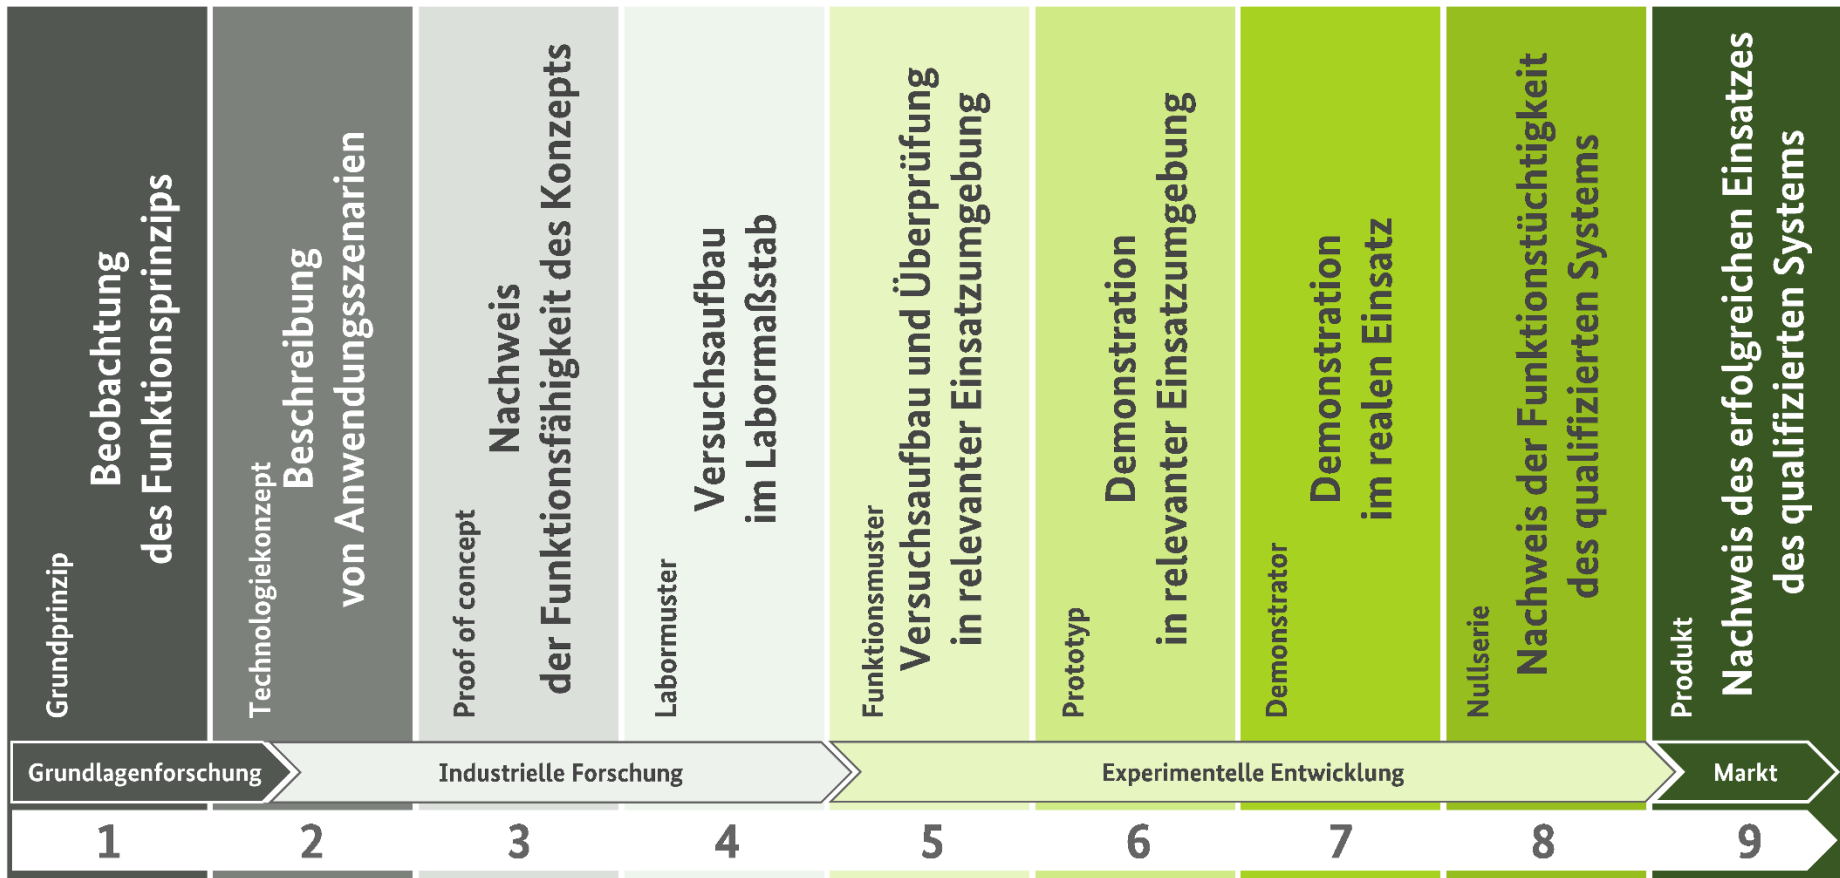 Grundprinzip
Beobachtung
des Funktionsprinzips
Technologiekonzept
Beschreibung
von Anwendungsszenarien
Proof of concept
Nachweis
der Funktionsfähigkeit des Konzepts
Labormuster
Versuchsaufbau
im Labormaßstab
Funktionsmuster
Versuchsaufbau und Überprüfung
in relevanter Einsatzumgebung
Prototyp
Demonstration
in relevanter Einsatzumgebung
Demonstrator
Demonstration
im realen Einsatz
Nullserie
Nachweis der Funktionstüchtigkeit
des qualifizierten Systems
Produkt
Nachweis des erfolgreichen Einsatzes
des qualifizierten Systems
Grundlagenforschung
Industrielle Forschung
Experimentelle Entwicklung
Markt
1
2
3
4
5
6
7
8
9